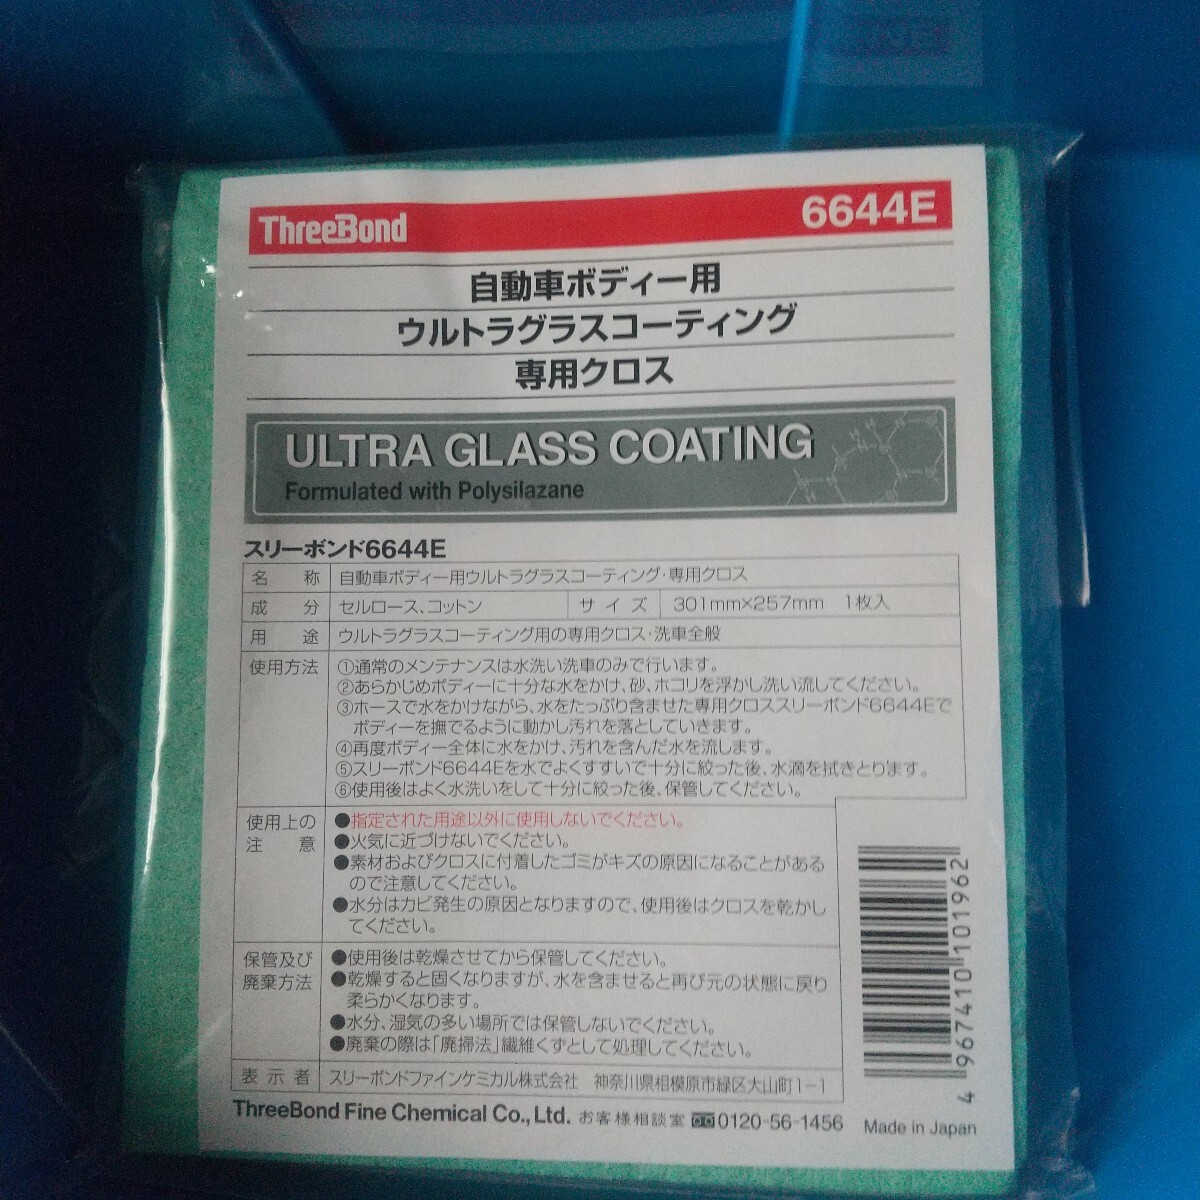 ThreeBond 6644E
自動車ボディー用
ウルトラグラスコーティング
専用クロス
ULTRA GLASS COATING
Formulated with Polysilazane
スリーボンド6644E
名称 自動車ボディー用ウルトラグラスコーティング・専用クロス
成分 セルロース、コットン サイズ 301mm×257mm 1枚入
用途 ウルトラグラスコーティング用の専用クロス・洗車全般
使用方法 ①通常のメンテナンスは水洗い洗車のみで行います。
②あらかじめボディーに十分な水をかけ、砂、ホコリを浮かし洗い流してください。
③ホースで水をかけながら、水をたっぷり含ませた専用クロススリーボンド6644Eで
ボディーを撫でるように動かし汚れを落としていきます。
④再度ボディー全体に水をかけ、汚れを含んだ水を流します。
⑤スリーボンド6644Eを水でよくすすいで十分に絞った後、水滴を拭きとります。
⑥使用後はよく水洗いをして十分に絞った後、保管してください。
使用上の ●指定された用途以外に使用しないでください。
注意 ●火気に近づけないでください。
●素材およびクロスに付着したゴミがキズの原因になることがある
ので注意してください。
●水分はカビ発生の原因となりますので、使用後はクロスを乾かし
てください。
保管及び ●使用後は乾燥させてから保管してください。
廃棄方法 ●乾燥すると固くなりますが、水を含ませると再び元の状態に戻り
柔らかくなります。
●水分、湿気の多い場所では保管しないでください。
●廃棄の際は「廃掃法」繊維くずとして処理してください。
表示者 スリーボンドファインケミカル株式会社 神奈川県相模原市緑区大山町1-1
ThreeBond Fine Chemical Co., Ltd. お客様相談室 0120-56-1456 Made in Japan
4 967410 101962